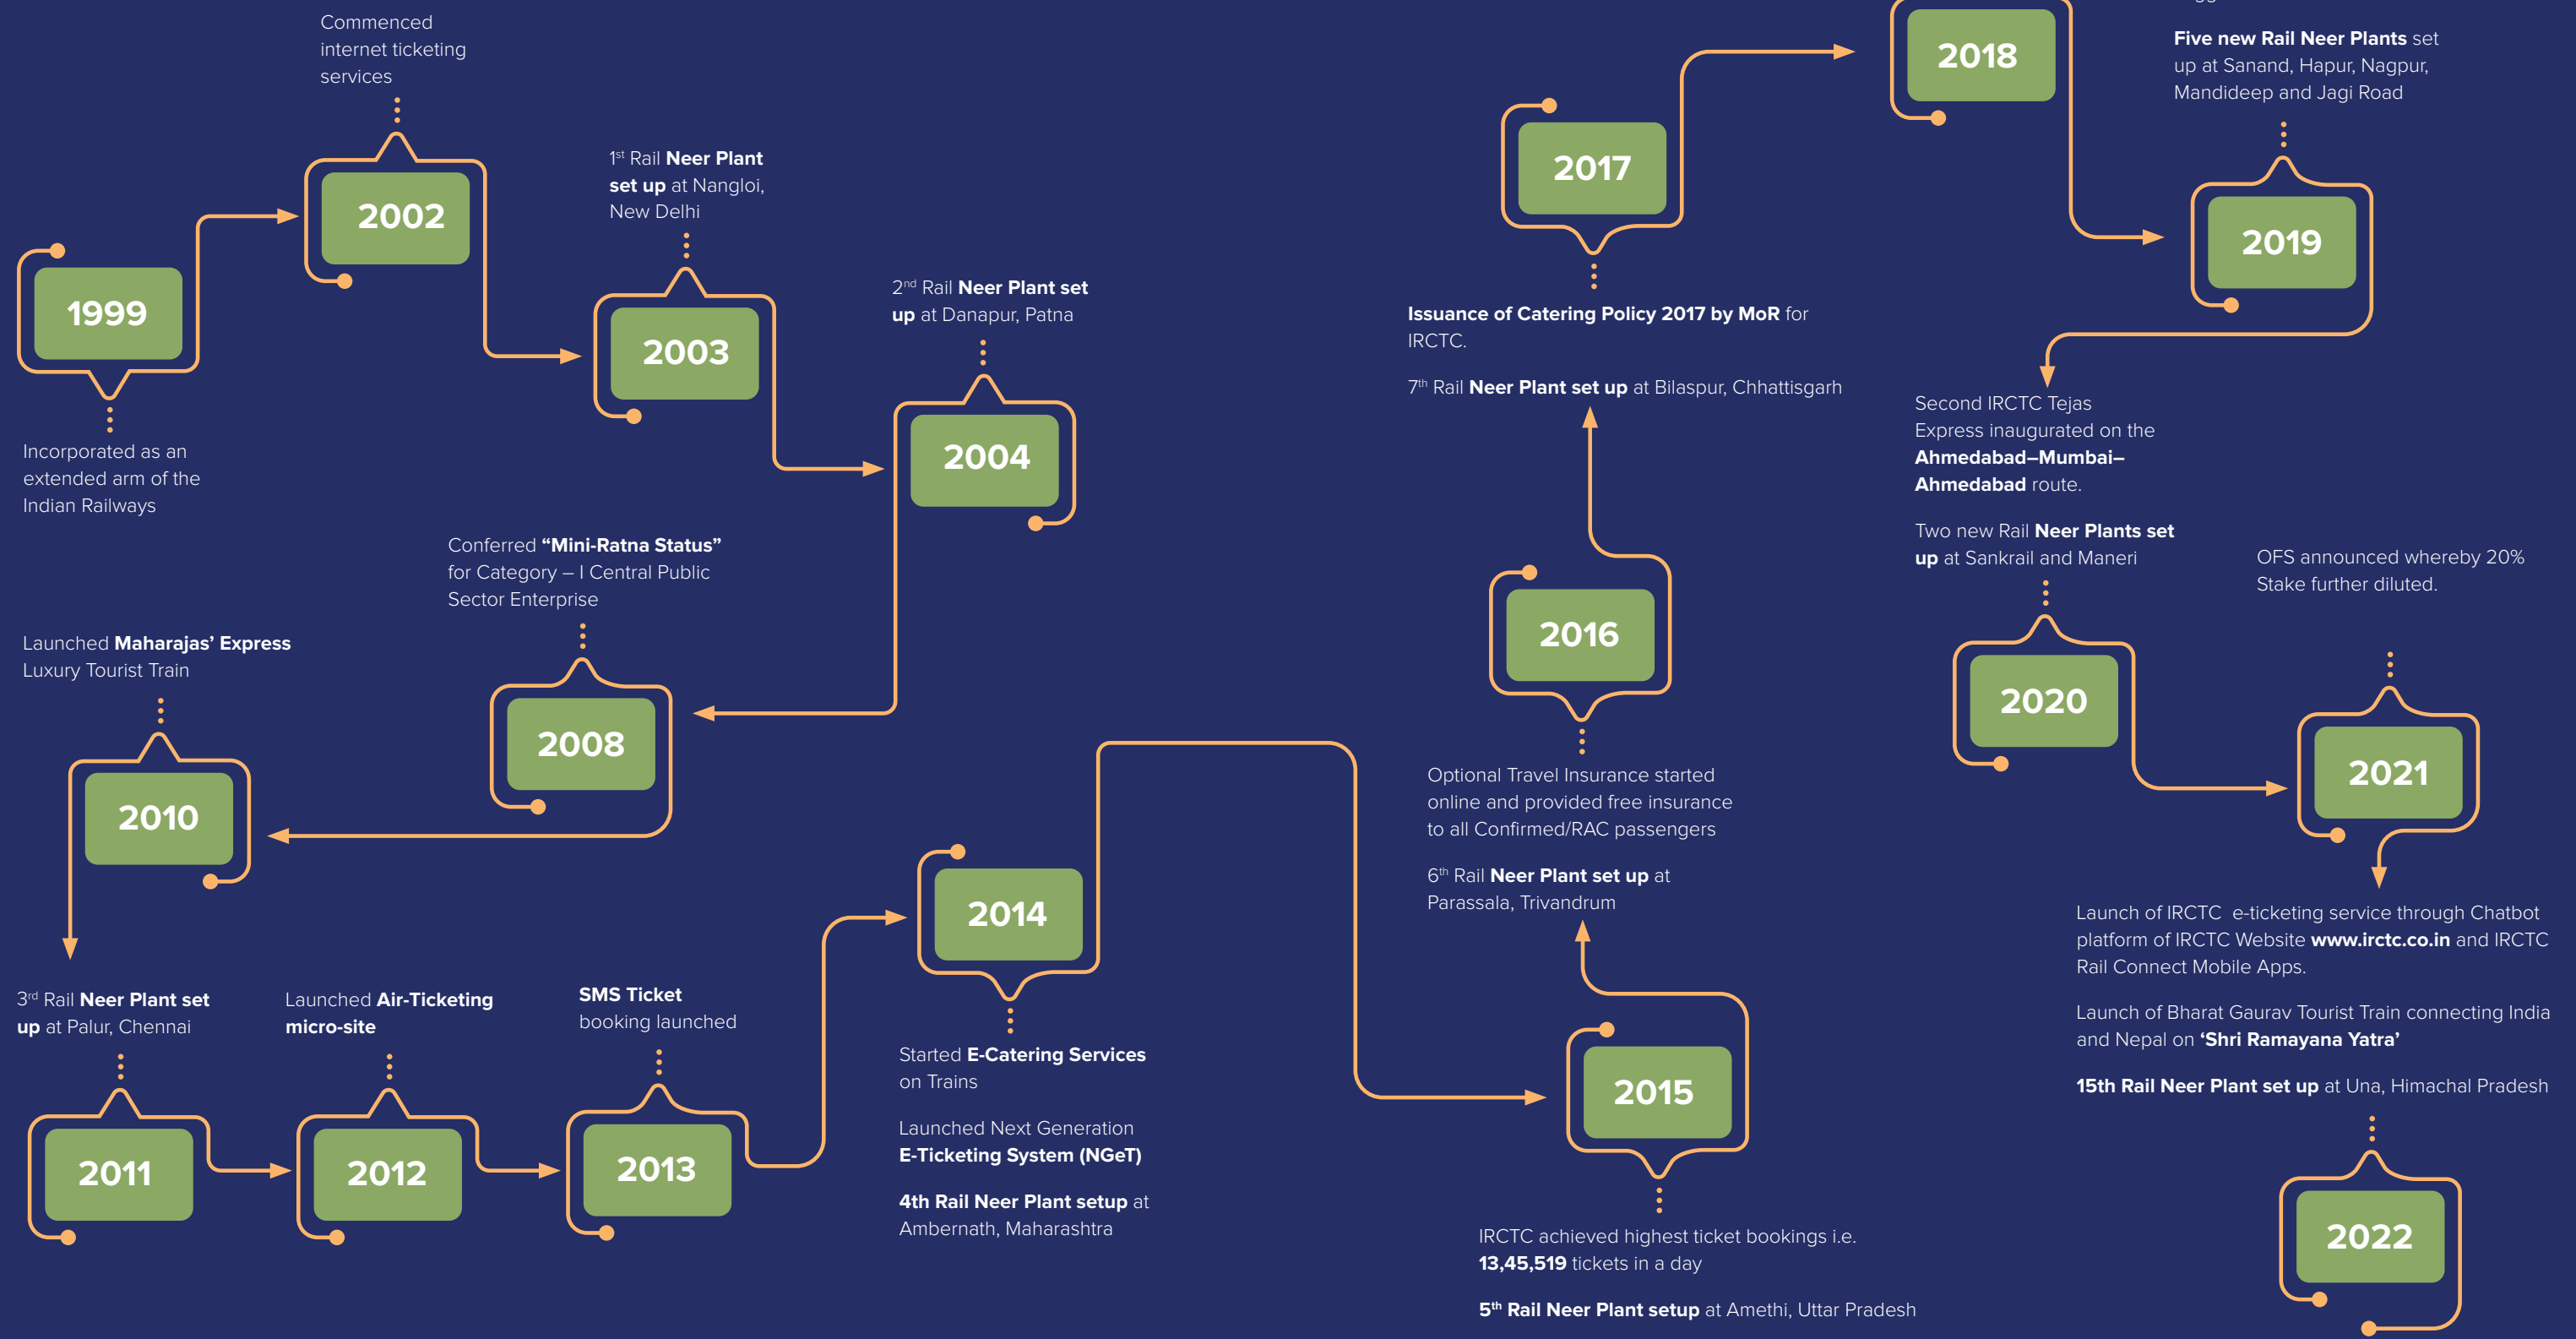 1999
Incorporated as an
extended arm of the
Indian Railways
Commenced
internet ticketing
services
2002
1st Rail Neer Plant
set up at Nangloi,
New Delhi
2003
2nd Rail Neer Plant set
up at Danapur, Patna
2004
Conferred “Mini-Ratna Status”
for Category – I Central Public
Sector Enterprise
2008
Launched Maharajas’ Express
Luxury Tourist Train
2010
3rd Rail Neer Plant set
up at Palur, Chennai
2011
Launched Air-Ticketing
micro-site
2012
SMS Ticket
booking launched
2013
2014
Started E-Catering Services
on Trains
Launched Next Generation
E-Ticketing System (NGeT)
4th Rail Neer Plant setup at
Ambernath, Maharashtra
2015
IRCTC achieved highest ticket bookings i.e.
13,45,519 tickets in a day
5th Rail Neer Plant setup at Amethi, Uttar Pradesh
2016
Optional Travel Insurance started
online and provided free insurance
to all Confirmed/RAC passengers
6th Rail Neer Plant set up at
Parassala, Trivandrum
2017
Issuance of Catering Policy 2017 by MoR for
IRCTC.
7th Rail Neer Plant set up at Bilaspur, Chhattisgarh
2018
Five new Rail Neer Plants set
up at Sanand, Hapur, Nagpur,
Mandideep and Jagi Road
2019
Second IRCTC Tejas
Express inaugurated on the
Ahmedabad–Mumbai–
Ahmedabad route.
Two new Rail Neer Plants set
up at Sankrail and Maneri
2020
OFS announced whereby 20%
Stake further diluted.
2021
Launch of IRCTC e-ticketing service through Chatbot
platform of IRCTC Website www.irctc.co.in and IRCTC
Rail Connect Mobile Apps.
Launch of Bharat Gaurav Tourist Train connecting India
and Nepal on ‘Shri Ramayana Yatra’
15th Rail Neer Plant set up at Una, Himachal Pradesh
2022